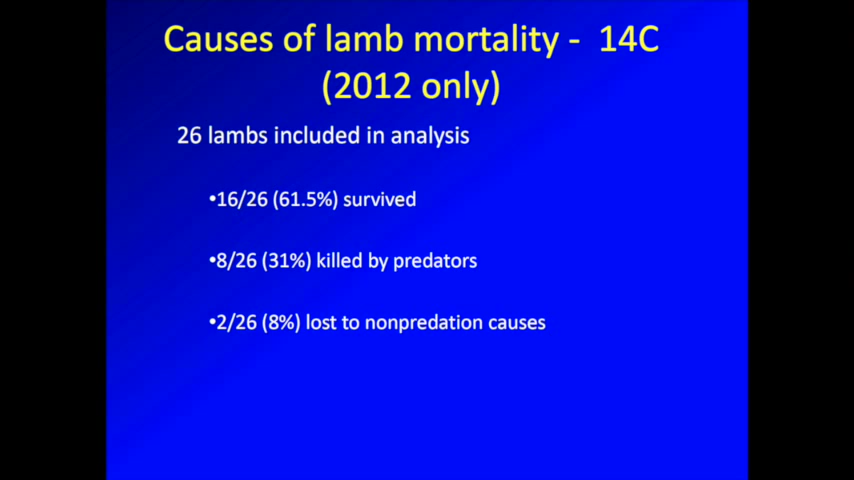 Causes of lamb mortality - 14C
(2012 only)
26 lambs included in analysis
•16/26 (61.5%) survived
•8/26 (31%) killed by predators
•2/26 (8%) lost to nonpredation causes